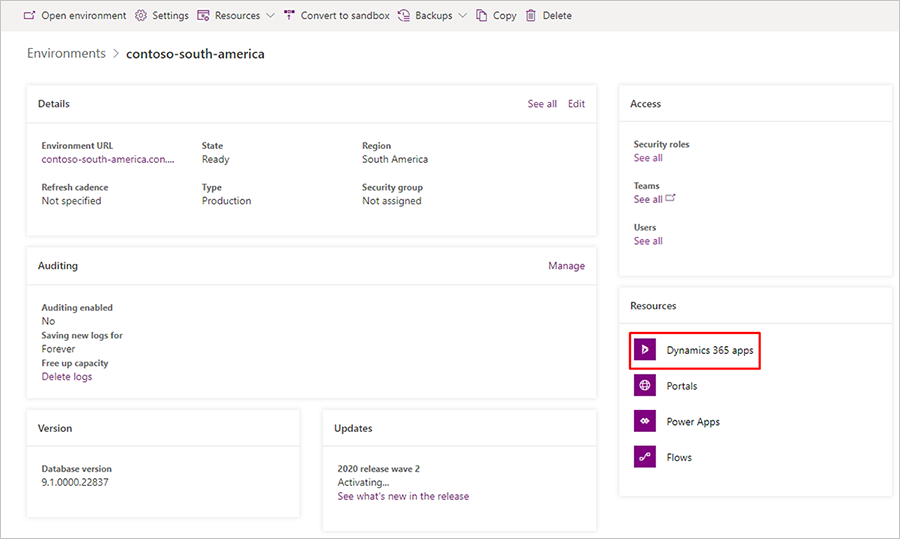 Open environment Settings Resources Convert to sandbox Backups Copy Delete
Environments > contoso-south-america
Details See all Edit
Environment URL State Region
contoso-south-america.con.... Ready South America
Refresh cadence Type Security group
Not specified Production Not assigned
Auditing Manage
Auditing enabled
No
Saving new logs for
Forever
Free up capacity
Delete logs
Version
Database version
9.1.0000.22837
Updates
2020 release wave 2
Activating...
See what's new in the release
Access
Security roles
See all
Teams
See all
Users
See all
Resources
Dynamics 365 apps
Portals
Power Apps
Flows